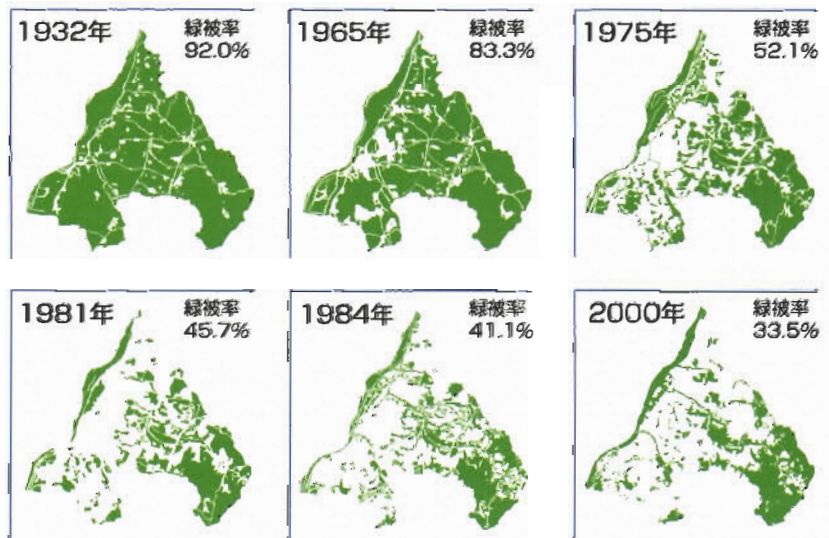 1932年 緑被率
92.0%
1965年 緑被率
83.3%
1975年 緑被率
52.1%
1981年 緑被率
45.7%
1984年 緑被率
41.1%
2000年 緑被率
33.5%